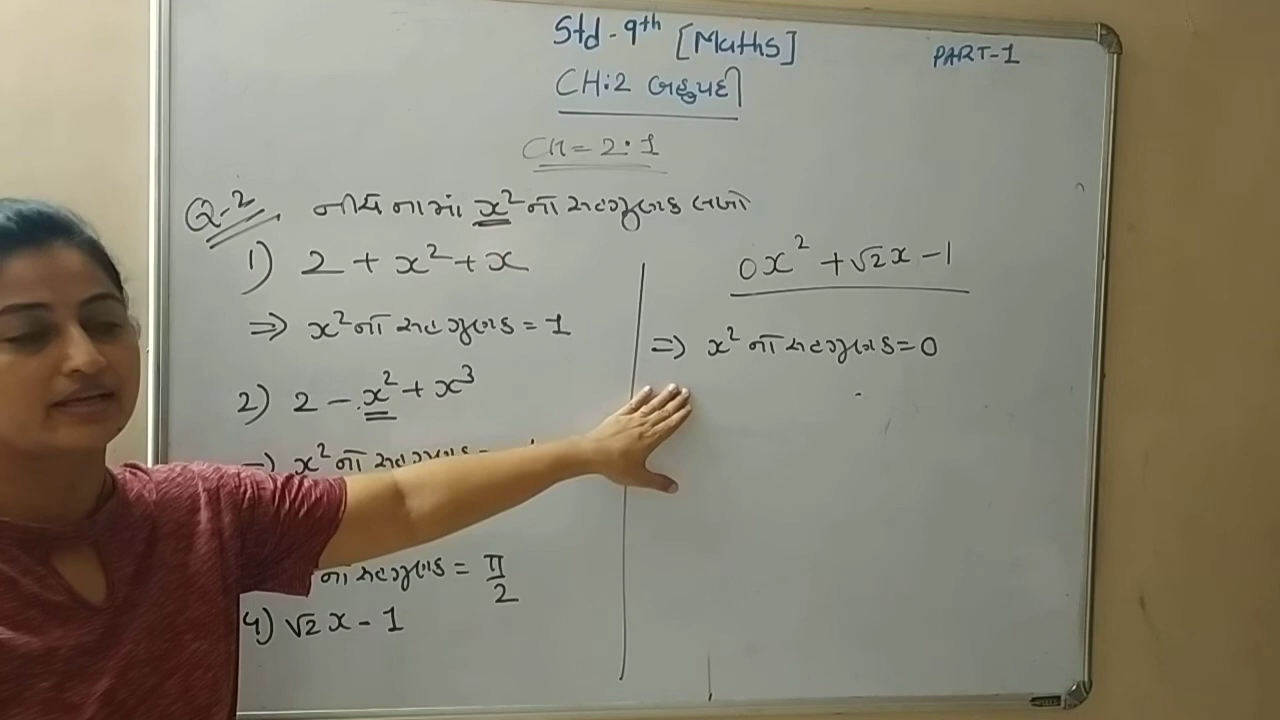 Std - 9th [Maths]
PART-1
CH:2 બહુપદી
CH = 2.1
Q-2 નીચેનામાં x² નો સહગુણક લખો
1) 2 + x² + x
⇒ x² નો સહગુણક = 1
2) 2 - x² + x³
⇒ x² નો સહગુણક =
નો સહગુણક = π/2
4) √2 x - 1
0x² + √2x - 1
⇒ x² નો સહગુણક = 0